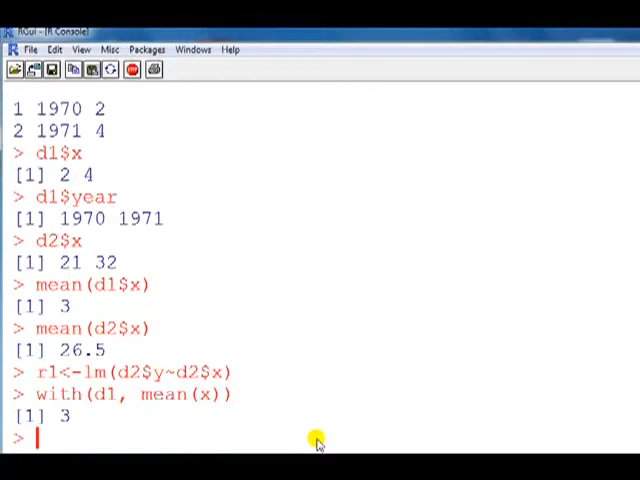 RGui - [R Console]
File Edit View Misc Packages Windows Help
STOP
1 1970 2
2 1971 4
> d1$x
[1] 2 4
> d1$year
[1] 1970 1971
> d2$x
[1] 21 32
> mean(d1$x)
[1] 3
> mean(d2$x)
[1] 26.5
> r1<-lm(d2$y~d2$x)
> with(d1, mean(x))
[1] 3
>